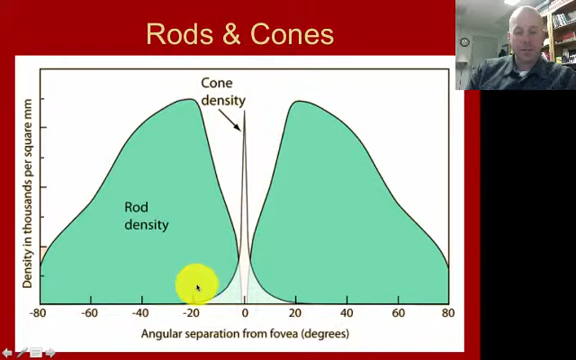 Rods & Cones
Cone
density
Density in thousands per square mm
Rod
density
-80 -60 -40 -20 0 20 40 60 80
Angular separation from fovea (degrees)